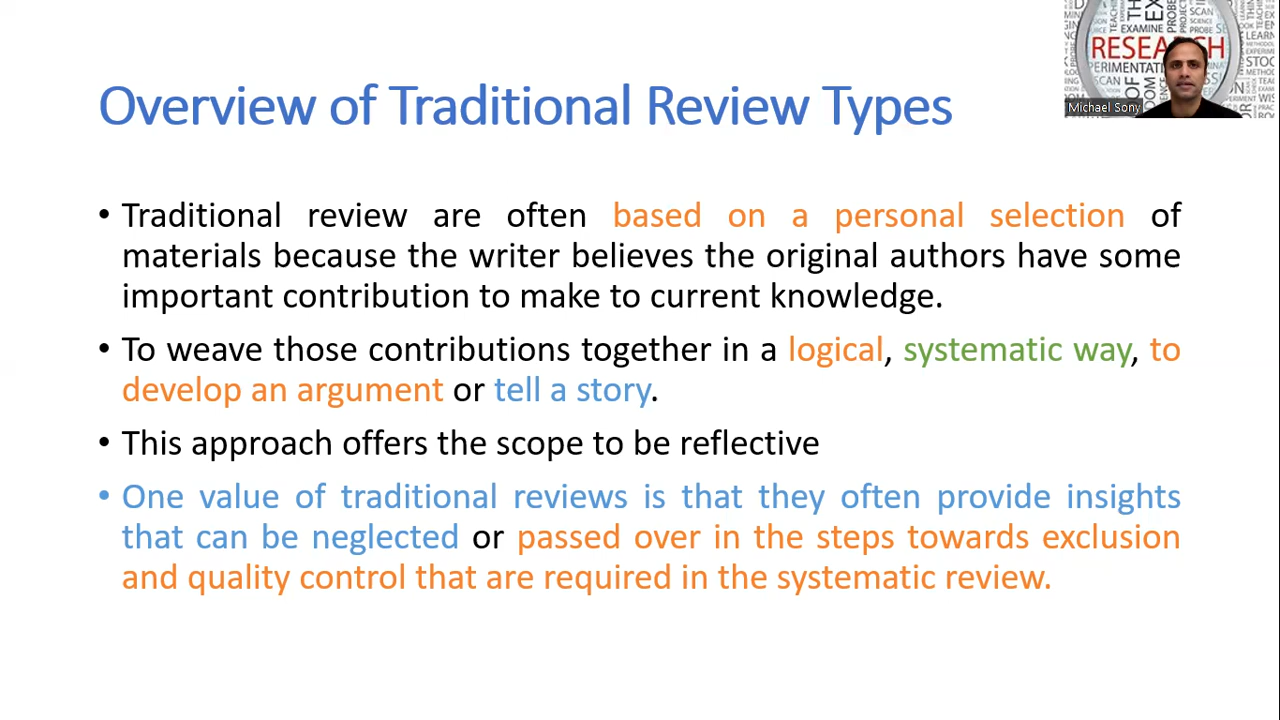 Overview of Traditional Review Types
RESEARCH
Michael Sony
• Traditional review are often based on a personal selection of
materials because the writer believes the original authors have some
important contribution to make to current knowledge.
• To weave those contributions together in a logical, systematic way, to
develop an argument or tell a story.
• This approach offers the scope to be reflective
• One value of traditional reviews is that they often provide insights
that can be neglected or passed over in the steps towards exclusion
and quality control that are required in the systematic review.